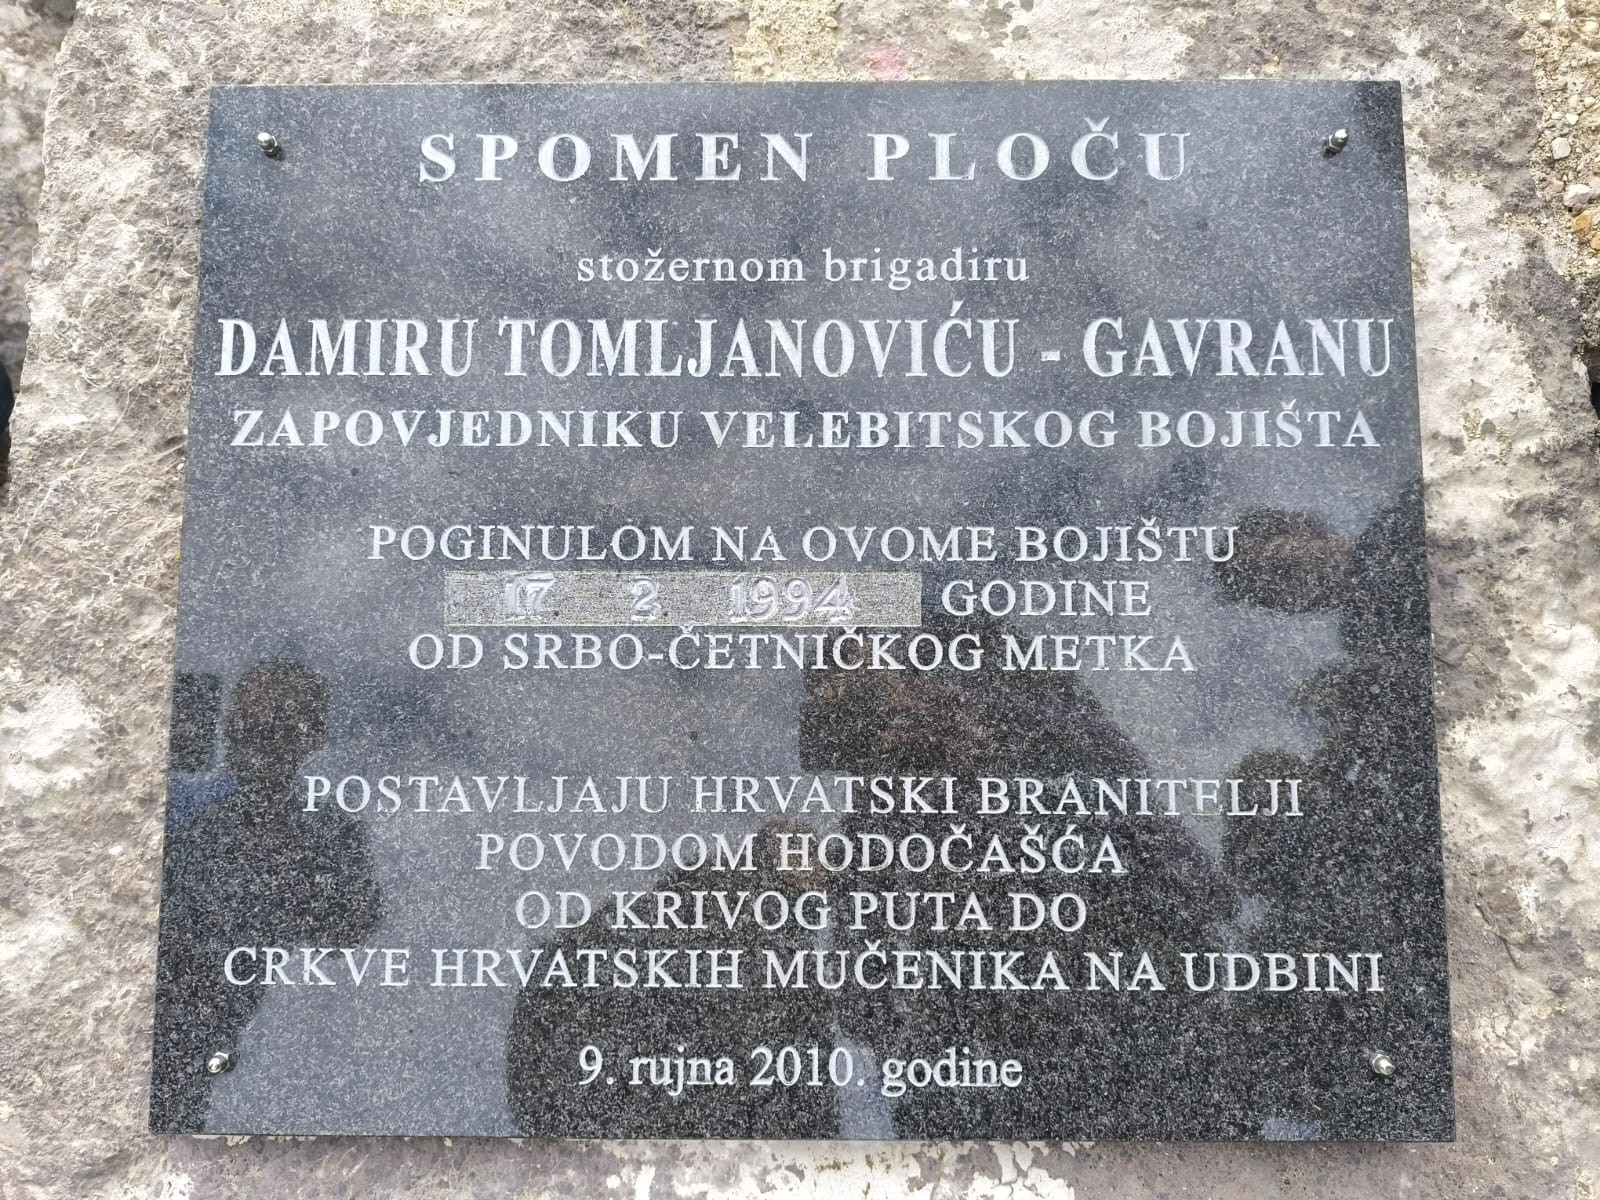 SPOMEN PLOČU
stožernom brigadiru
DAMIRU TOMLJANOVIĆU - GAVRANU
ZAPOVJEDNIKU VELEBITSKOG BOJIŠTA
POGINULOM NA OVOME BOJIŠTU
17 2 1994 GODINE
OD SRBO-ČETNIČKOG METKA
POSTAVLJAJU HRVATSKI BRANITELJI
POVODOM HODOČAŠĆA
OD KRIVOG PUTA DO
CRKVE HRVATSKIH MUČENIKA NA UDBINI
9. rujna 2010. godine